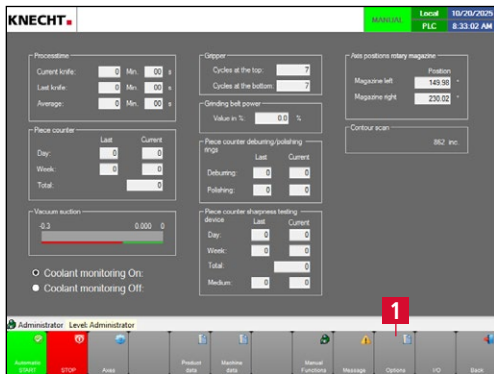 KNECHT
MANUAL
Local
10/20/2025
PLC
8:33:02 AM
Processtime
Current knife: 0 Min. 00 s
Last knife: 0 Min. 00 s
Average: 0 Min. 00 s
Piece counter
Last Current
Day: 0 0
Week: 0 0
Total: 0
Vacuum suction
-0.3 0.000 0
Coolant monitoring On:
Coolant monitoring Off:
Gripper
Cycles at the top: 7
Cycles at the bottom: 7
Grinding belt power
Value in %: 0.0 %
Piece counter deburring/polishing
rings
Last Current
Deburring: 0 0
Polishing: 0 0
Piece counter sharpness testing
device Last Current
Day: 0 0
Week: 0 0
Total: 0
Medium: 0 0
Axis positions rotary magazine
Position
Magazine left 149.98 °
Magazine right 230.02 °
Contour scan
862 inc.
Administrator Level: Administrator
1
Automatic
START
STOP
Axes
Product
data
Machine
data
Manual
Functions
Message
Options
I/O
Back